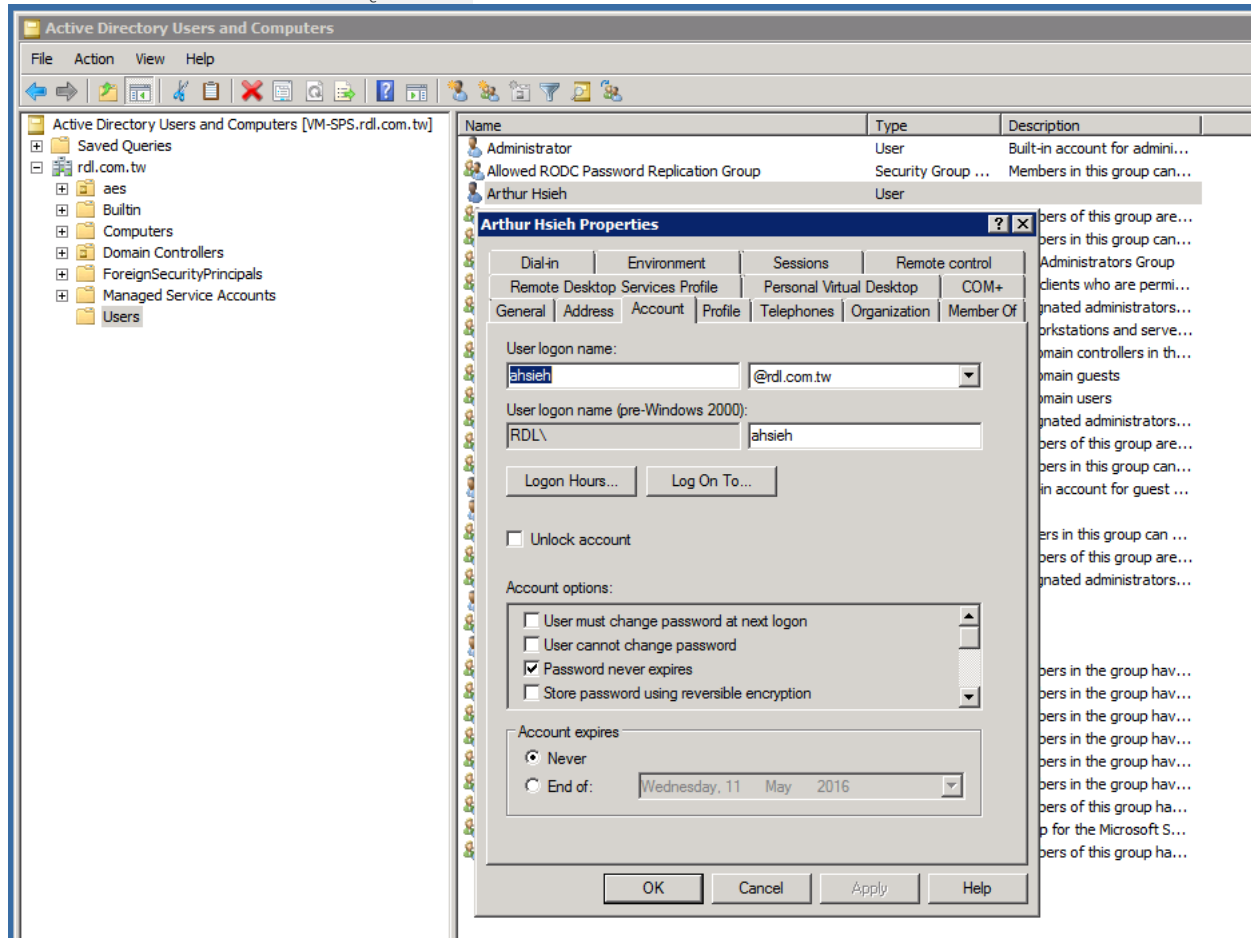 Active Directory Users and Computers
File Action View Help
Active Directory Users and Computers [VM-SPS.rdl.com.tw]
Saved Queries
rdl.com.tw
aes
Builtin
Computers
Domain Controllers
ForeignSecurityPrincipals
Managed Service Accounts
Users
Name Type Description
Administrator User Built-in account for admini...
Allowed RODC Password Replication Group Security Group ... Members in this group can...
Arthur Hsieh User
bers of this group are...
bers in this group can...
Administrators Group
clients who are permi...
gnated administrators...
orkstations and serve...
omain controllers in th...
omain guests
omain users
gnated administrators...
bers of this group are...
bers in this group can...
in account for guest ...
ers in this group can ...
bers of this group are...
gnated administrators...
bers in the group hav...
bers in the group hav...
bers in the group hav...
bers in the group hav...
bers in the group hav...
bers in the group hav...
bers of this group ha...
p for the Microsoft S...
bers of this group ha...
Arthur Hsieh Properties
Dial-in Environment Sessions Remote control
Remote Desktop Services Profile Personal Virtual Desktop COM+
General Address Account Profile Telephones Organization Member Of
User logon name:
ahsieh @rdl.com.tw
User logon name (pre-Windows 2000):
RDL\ ahsieh
Logon Hours... Log On To...
Unlock account
Account options:
User must change password at next logon
User cannot change password
Password never expires
Store password using reversible encryption
Account expires
Never
End of: Wednesday, 11 May 2016
OK Cancel Apply Help